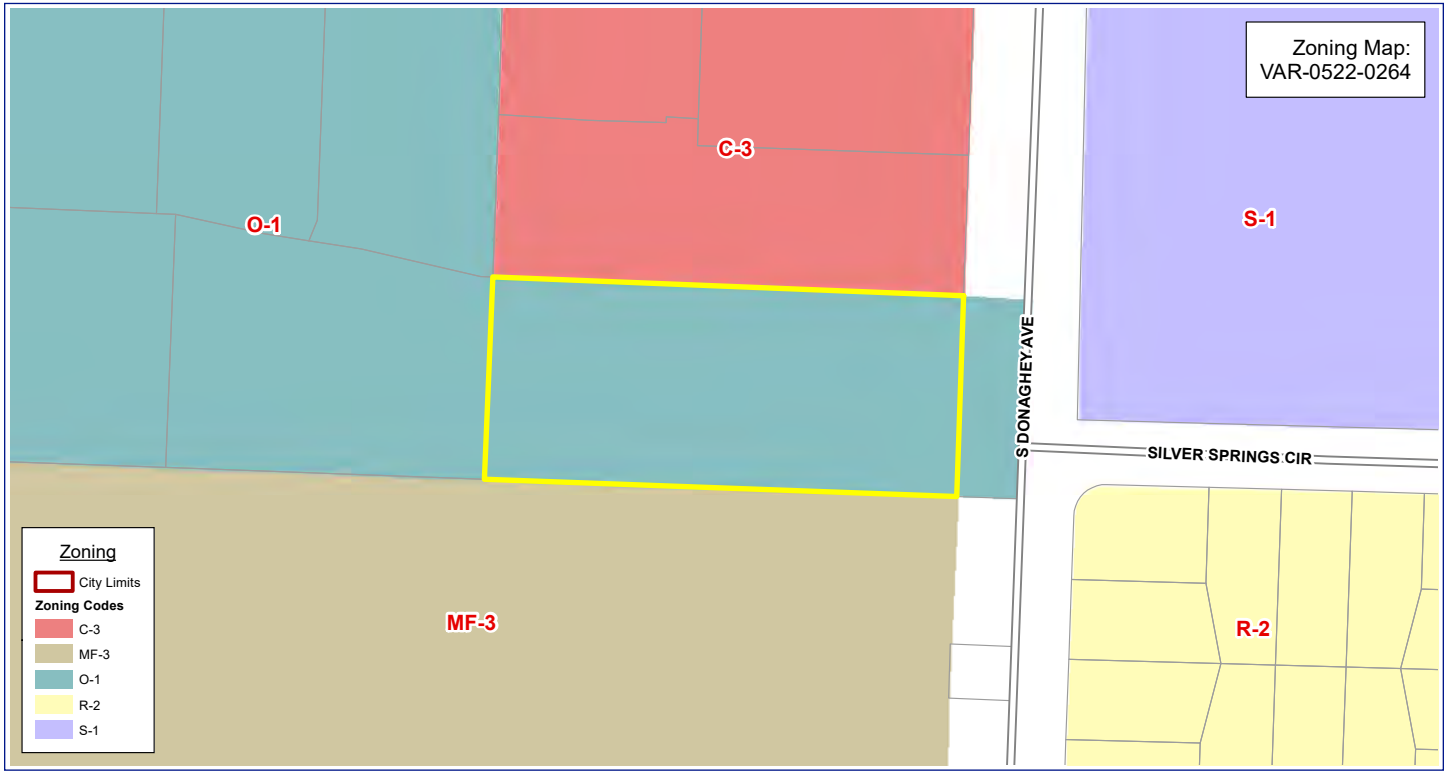 Zoning Map:
VAR-0522-0264
C-3
O-1
S-1
S DONAGHEY AVE
SILVER SPRINGS CIR
MF-3
R-2
Zoning
City Limits
Zoning Codes
C-3
MF-3
O-1
R-2
S-1